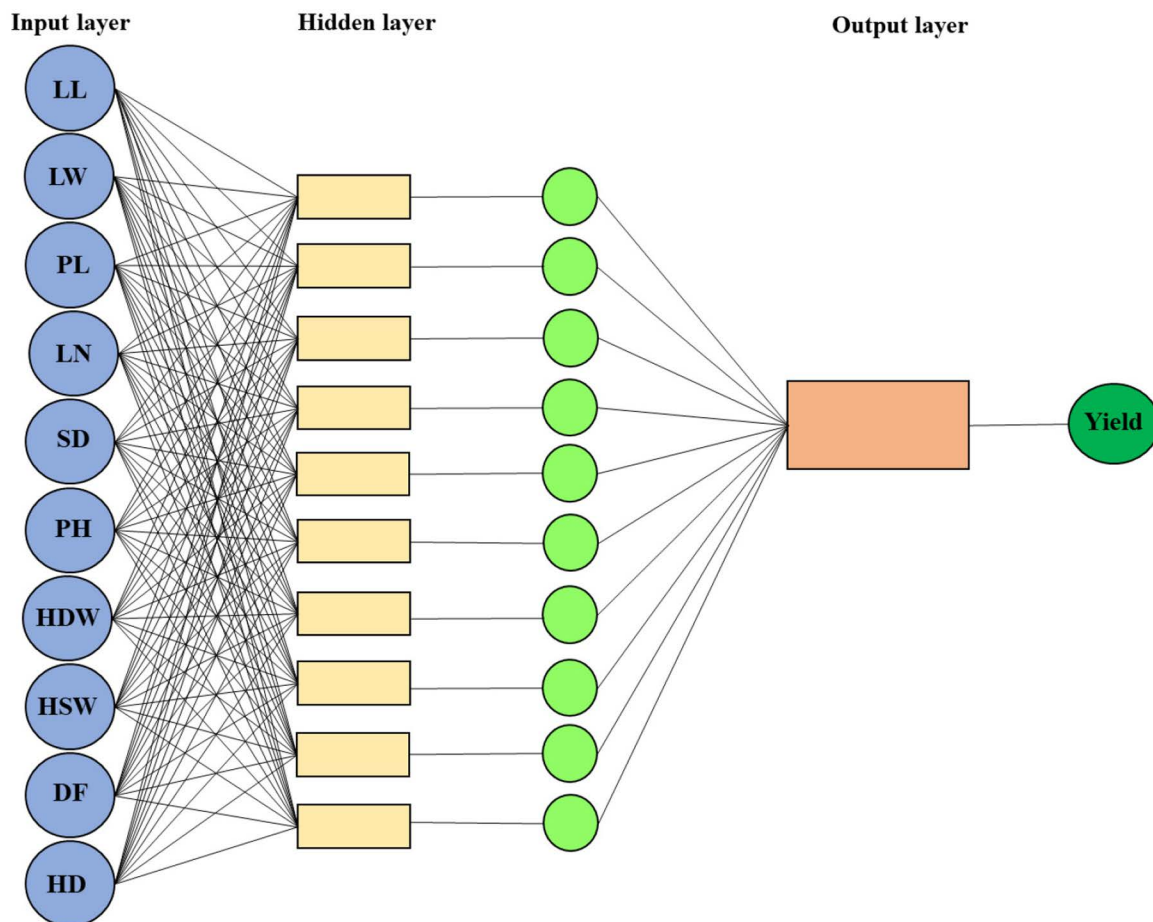 Input layer
Hidden layer
Output layer
LL
LW
PL
LN
SD
PH
HDW
HSW
DF
HD
Yield